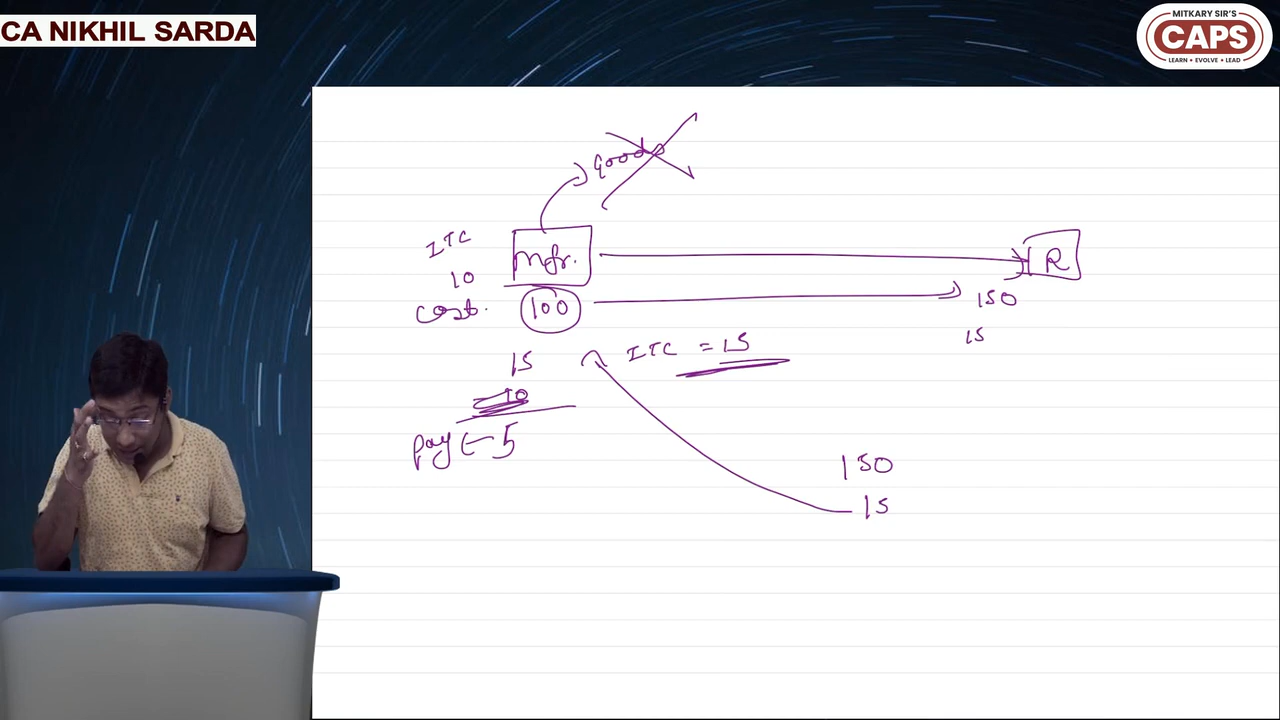 CA NIKHIL SARDA
MITKARY SIR'S
CAPS
LEARN • EVOLVE • LEAD
goods
ITC
10
Mfr.
R
cost.
100
150
15
ITC = 15
15
10
pay ← 5
150
15